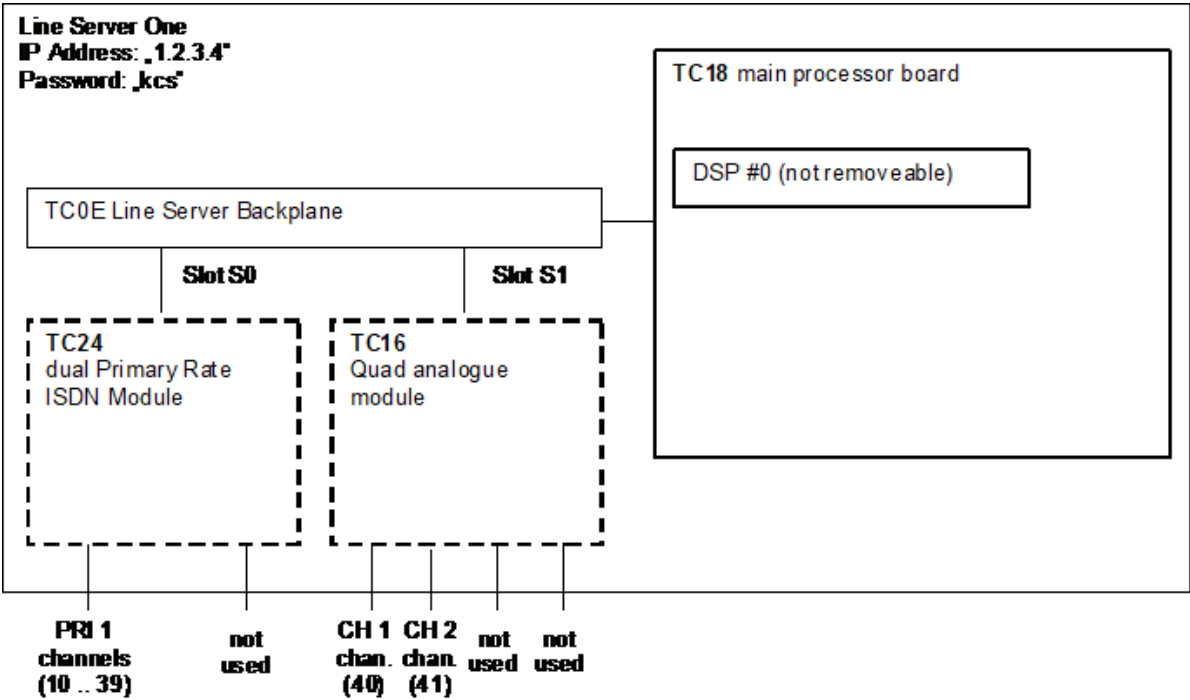 Line Server One
IP Address: „1.2.3.4"
Password: „kcs"
TC18 main processor board
DSP #0 (not removeable)
TC0E Line Server Backplane
Slot S0
Slot S1
TC24
dual Primary Rate
ISDN Module
TC16
Quad analogue
module
PRI 1
channels
(10 .. 39)
not
used
CH 1
chan.
(40)
CH 2
chan.
(41)
not
used
not
used